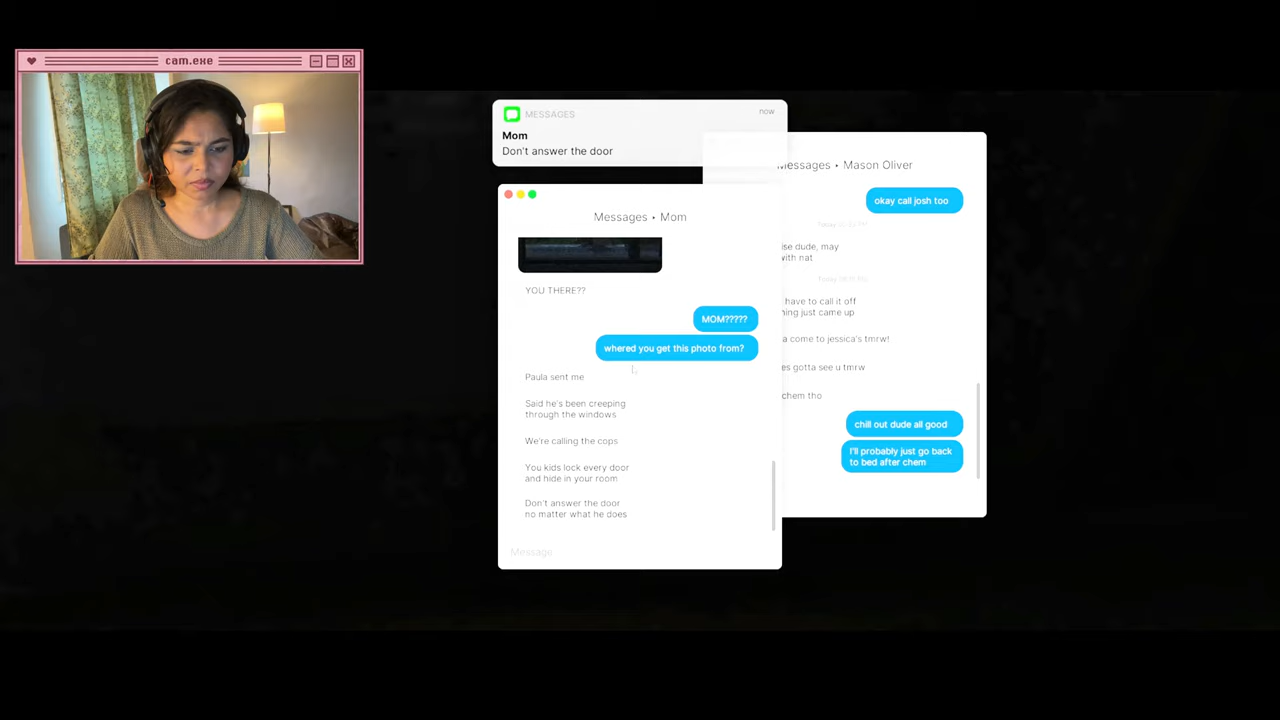 cam.exe
MESSAGES
now
Mom
Don't answer the door
Messages • Mom
YOU THERE??
MOM?????
whered you get this photo from?
Paula sent me
Said he's been creeping
through the windows
We're calling the cops
You kids lock every door
and hide in your room
Don't answer the door
no matter what he does
Message
Messages • Mason Oliver
okay call josh too
Today
dude, may
with nat
Today
have to call it off
just came up
come to jessica's tmrw!
gotta see u tmrw
chem tho
chill out dude all good
I'll probably just go back
to bed after chem